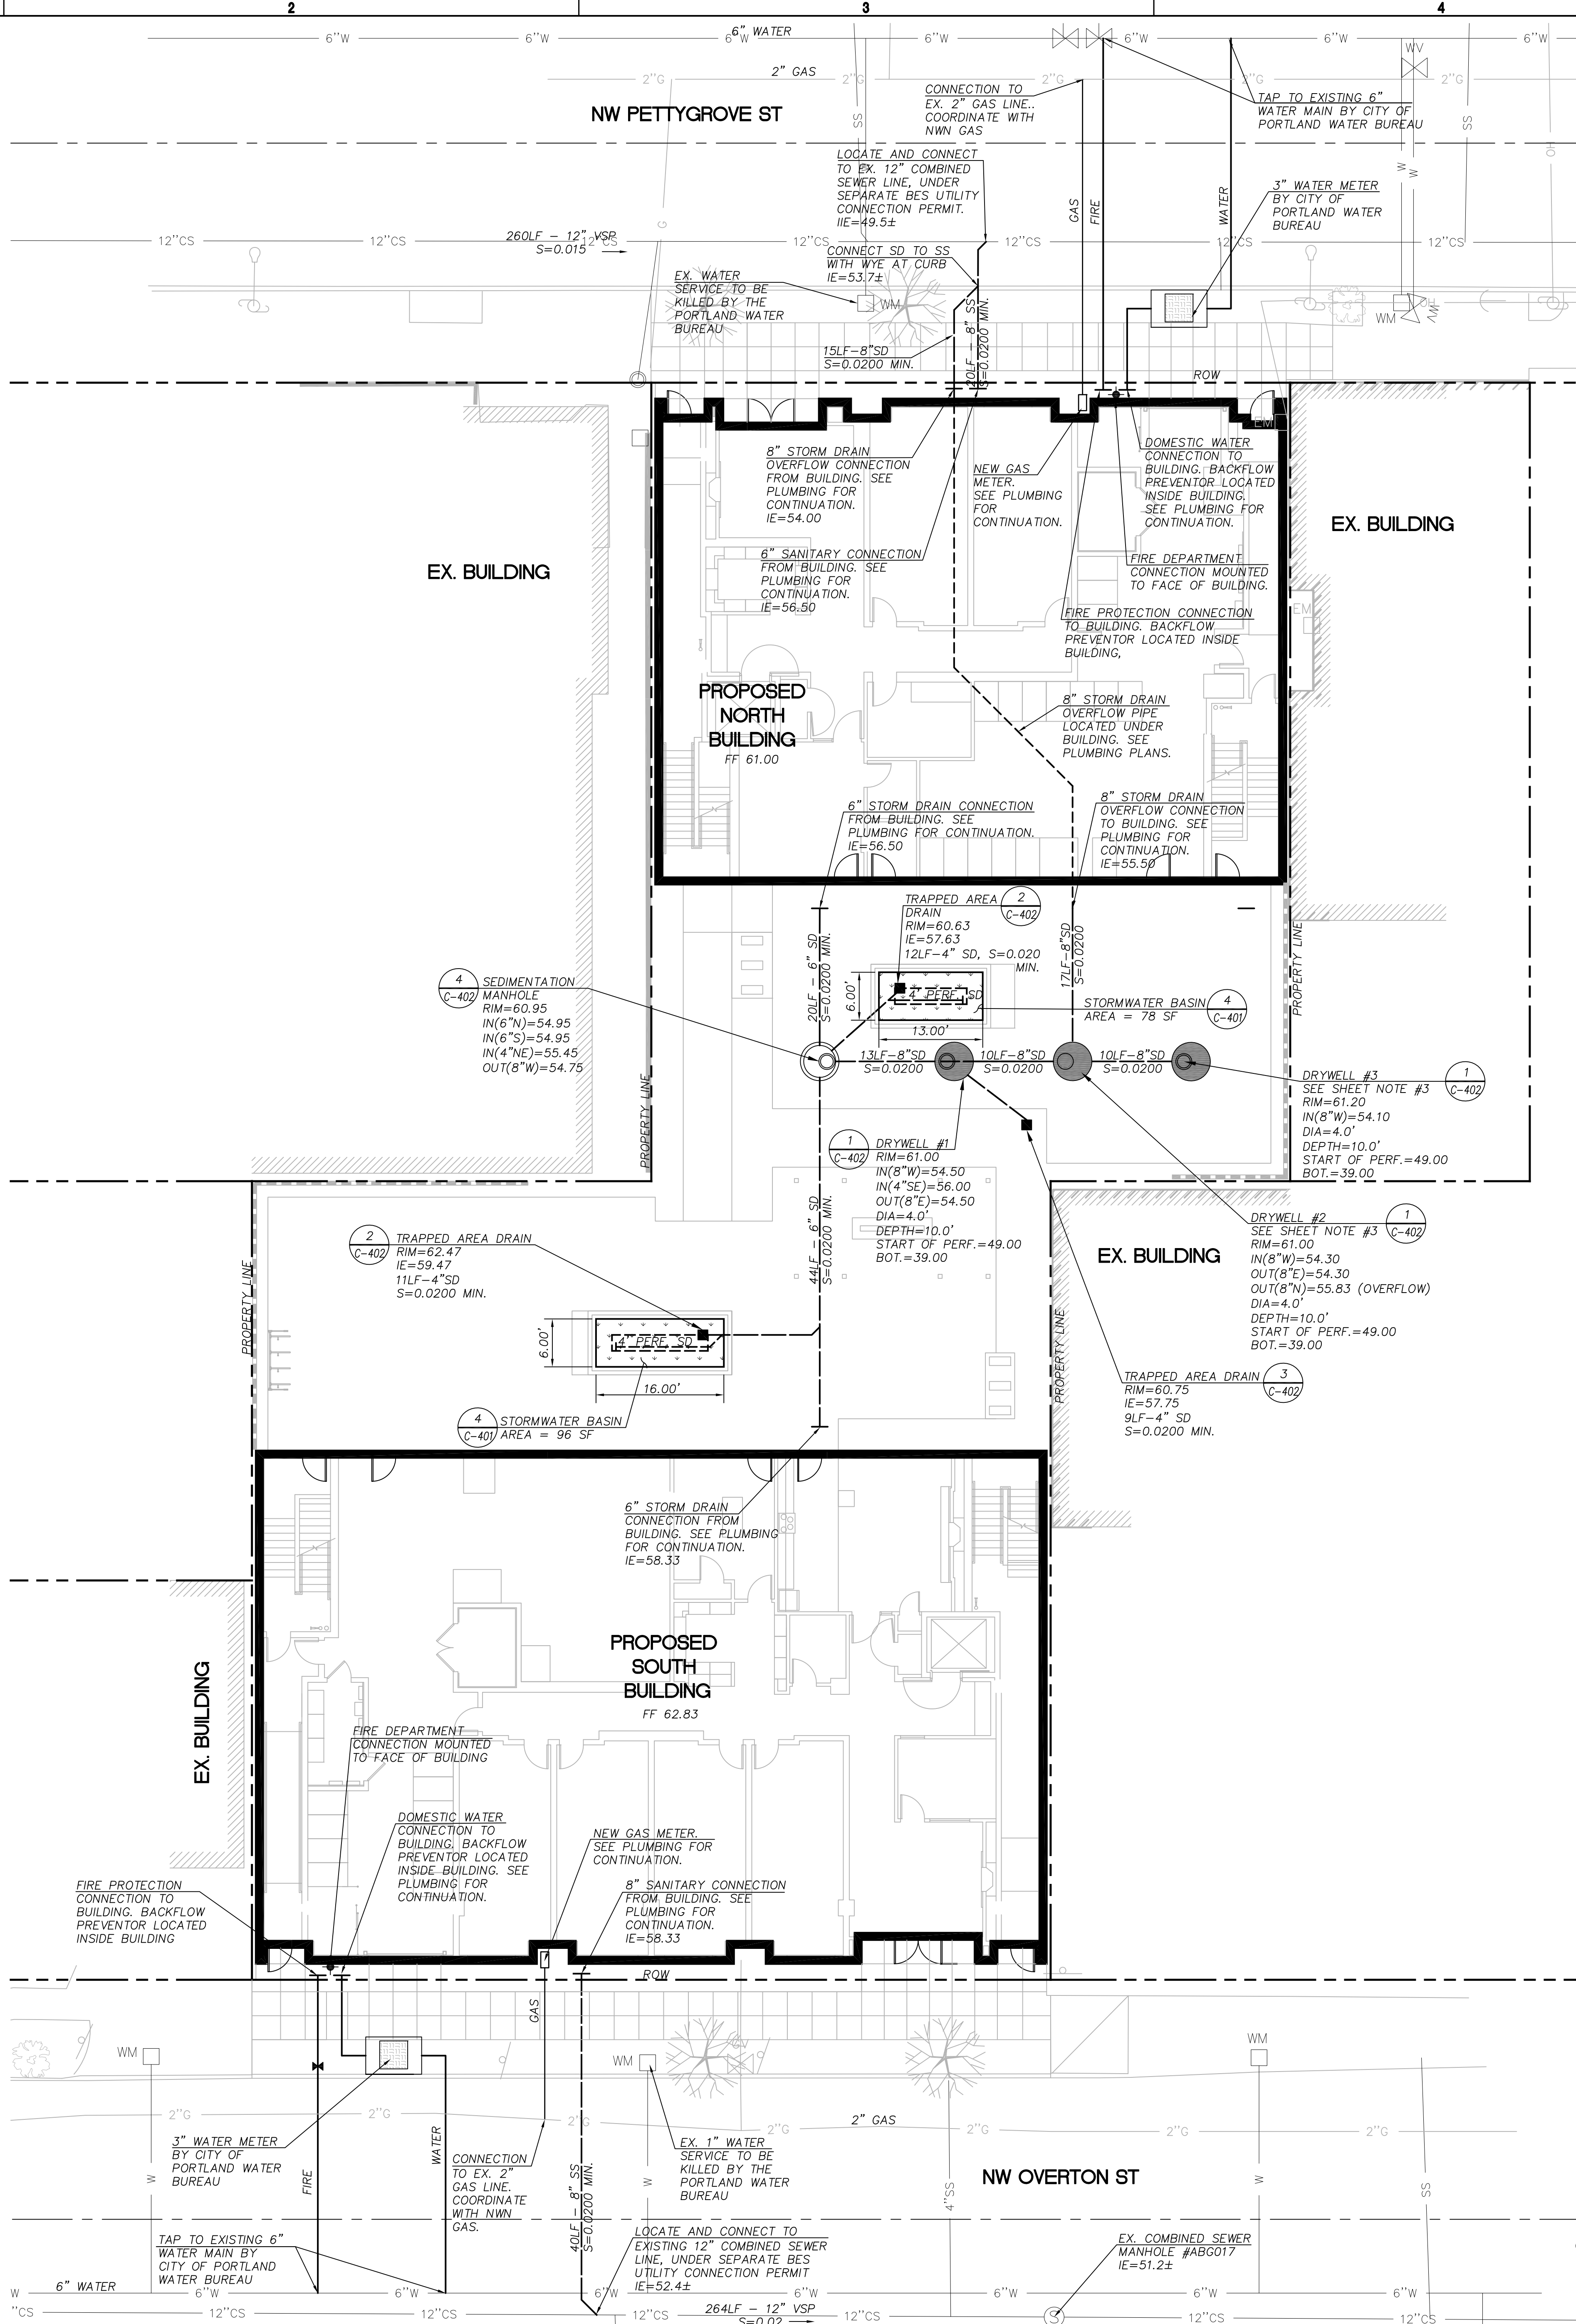 2
3
4
6" WATER
6"W
6"W
6"W
6"W
6"W
6"W
6"W
2" GAS
2"G
2"G
2"G
2"G
2"G
NW PETTYGROVE ST
CONNECTION TO
EX. 2" GAS LINE..
COORDINATE WITH
NWN GAS
TAP TO EXISTING 6"
WATER MAIN BY CITY OF
PORTLAND WATER BUREAU
WV
SS
SS
W
W
OH
LOCATE AND CONNECT
TO EX. 12" COMBINED
SEWER LINE, UNDER
SEPARATE BES UTILITY
CONNECTION PERMIT.
IIE=49.5±
GAS
FIRE
WATER
3" WATER METER
BY CITY OF
PORTLAND WATER
BUREAU
G
260LF - 12" VSP
S=0.015
12"CS
12"CS
12"CS
12"CS
12"CS
12"CS
12"CS
CONNECT SD TO SS
WITH WYE AT CURB
IE=53.7±
EX. WATER
SERVICE TO BE
KILLED BY THE
PORTLAND WATER
BUREAU
WM
WM
OH
15LF-8"SD
S=0.0200 MIN.
20LF - 8" SS
S=0.0200 MIN.
ROW
EM
8" STORM DRAIN
OVERFLOW CONNECTION
FROM BUILDING. SEE
PLUMBING FOR
CONTINUATION.
IE=54.00
NEW GAS
METER.
SEE PLUMBING
FOR
CONTINUATION.
DOMESTIC WATER
CONNECTION TO
BUILDING. BACKFLOW
PREVENTOR LOCATED
INSIDE BUILDING.
SEE PLUMBING FOR
CONTINUATION.
EX. BUILDING
EX. BUILDING
6" SANITARY CONNECTION
FROM BUILDING. SEE
PLUMBING FOR
CONTINUATION.
IE=56.50
FIRE DEPARTMENT
CONNECTION MOUNTED
TO FACE OF BUILDING.
EM
FIRE PROTECTION CONNECTION
TO BUILDING. BACKFLOW
PREVENTOR LOCATED INSIDE
BUILDING,
PROPOSED
NORTH
BUILDING
FF 61.00
8" STORM DRAIN
OVERFLOW PIPE
LOCATED UNDER
BUILDING. SEE
PLUMBING PLANS.
6" STORM DRAIN CONNECTION
FROM BUILDING. SEE
PLUMBING FOR CONTINUATION.
IE=56.50
8" STORM DRAIN
OVERFLOW CONNECTION
TO BUILDING. SEE
PLUMBING FOR
CONTINUATION.
IE=55.50
TRAPPED AREA
DRAIN
RIM=60.63
IE=57.63
12LF-4" SD, S=0.020
MIN.
2
C-402
20LF - 6" SD
S=0.0200 MIN.
17LF-8"SD
S=0.0200
PROPERTY LINE
4
C-402
SEDIMENTATION
MANHOLE
RIM=60.95
IN(6"N)=54.95
IN(6"S)=54.95
IN(4"NE)=55.45
OUT(8"W)=54.75
6.00'
4' PERF. SD
13.00'
STORMWATER BASIN
AREA = 78 SF
4
C-401
13LF-8"SD
S=0.0200
10LF-8"SD
S=0.0200
10LF-8"SD
S=0.0200
DRYWELL #3
SEE SHEET NOTE #3
RIM=61.20
IN(8"W)=54.10
DIA=4.0'
DEPTH=10.0'
START OF PERF.=49.00
BOT.=39.00
1
C-402
PROPERTY LINE
1
C-402
DRYWELL #1
RIM=61.00
IN(8"W)=54.50
IN(4"SE)=56.00
OUT(8"E)=54.50
DIA=4.0'
DEPTH=10.0'
START OF PERF.=49.00
BOT.=39.00
44LF - 6" SD
S=0.0200 MIN.
DRYWELL #2
SEE SHEET NOTE #3
RIM=61.00
IN(8"W)=54.30
OUT(8"E)=54.30
OUT(8"N)=55.83 (OVERFLOW)
DIA=4.0'
DEPTH=10.0'
START OF PERF.=49.00
BOT.=39.00
1
C-402
2
C-402
TRAPPED AREA DRAIN
RIM=62.47
IE=59.47
11LF-4"SD
S=0.0200 MIN.
EX. BUILDING
PROPERTY LINE
PROPERTY LINE
6.00'
4' PERF. SD
16.00'
TRAPPED AREA DRAIN
RIM=60.75
IE=57.75
9LF-4" SD
S=0.0200 MIN.
3
C-402
4
C-401
STORMWATER BASIN
AREA = 96 SF
6" STORM DRAIN
CONNECTION FROM
BUILDING. SEE PLUMBING
FOR CONTINUATION.
IE=58.33
PROPOSED
SOUTH
BUILDING
FF 62.83
EX. BUILDING
FIRE DEPARTMENT
CONNECTION MOUNTED
TO FACE OF BUILDING
DOMESTIC WATER
CONNECTION TO
BUILDING. BACKFLOW
PREVENTOR LOCATED
INSIDE BUILDING. SEE
PLUMBING FOR
CONTINUATION.
NEW GAS METER.
SEE PLUMBING FOR
CONTINUATION.
FIRE PROTECTION
CONNECTION TO
BUILDING. BACKFLOW
PREVENTOR LOCATED
INSIDE BUILDING
8" SANITARY CONNECTION
FROM BUILDING. SEE
PLUMBING FOR
CONTINUATION.
IE=58.33
ROW
GAS
WM
WM
GV
WM
2"G
2"G
2"G
2"G
2" GAS
2"G
2"G
2"G
3" WATER METER
BY CITY OF
PORTLAND WATER
BUREAU
FIRE
WATER
CONNECTION
TO EX. 2"
GAS LINE.
COORDINATE
WITH NWN
GAS.
EX. 1" WATER
SERVICE TO BE
KILLED BY THE
PORTLAND WATER
BUREAU
NW OVERTON ST
W
W
4"SS
W
SS
40LF - 8" SS
S=0.0200 MIN.
TAP TO EXISTING 6"
WATER MAIN BY
CITY OF PORTLAND
WATER BUREAU
LOCATE AND CONNECT TO
EXISTING 12" COMBINED SEWER
LINE, UNDER SEPARATE BES
UTILITY CONNECTION PERMIT
IE=52.4±
EX. COMBINED SEWER
MANHOLE #ABG017
IE=51.2±
W
6" WATER
6"W
6"W
6"W
6"W
6"W
6"W
6"W
"CS
12"CS
12"CS
12"CS
264LF - 12" VSP
S=0.02
12"CS
S
12"CS
12"CS